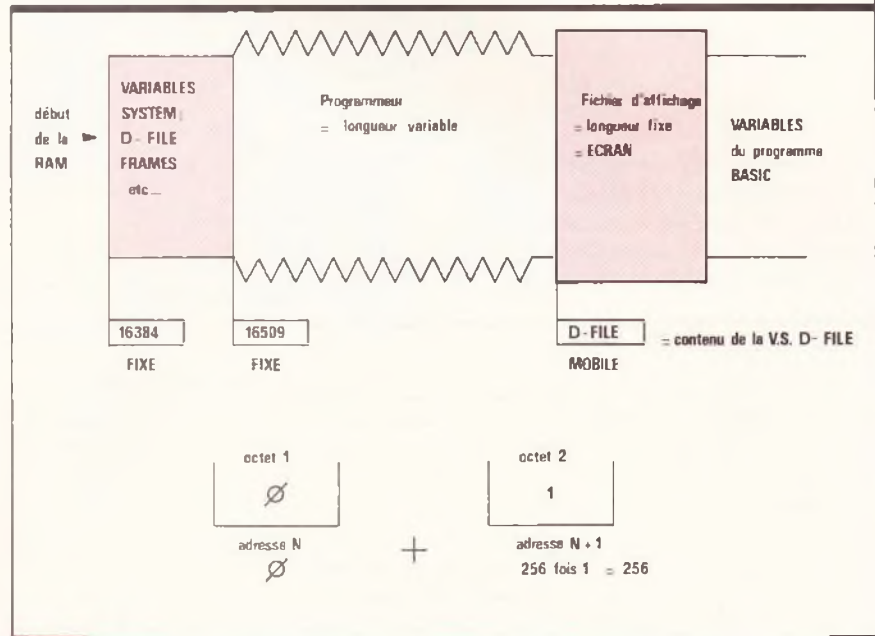 début
de la ►
RAM
VARIABLES
SYSTEM
D - FILE
FRAMES
etc...
Programmeur
= longueur variable
Fichier d'affichage
= longueur fixe
= ECRAN
VARIABLES
du programme
BASIC
16384
FIXE
16509
FIXE
D - FILE = contenu de la V.S. D - FILE
MOBILE
octet 1
Ø
adresse N
Ø
+
octet 2
1
adresse N + 1
256 fois 1 = 256